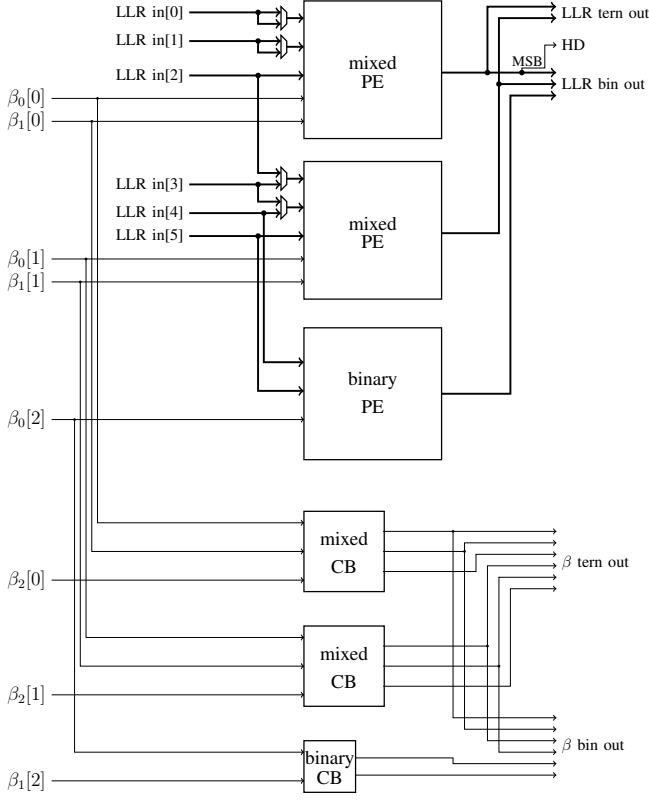 LLR in[0]
LLR in[1]
LLR in[2]
β₀[0]
β₁[0]
mixed
PE
LLR tern out
HD
MSB
LLR bin out
LLR in[3]
LLR in[4]
LLR in[5]
β₀[1]
β₁[1]
mixed
PE
binary
PE
β₀[2]
mixed
CB
β₂[0]
β tern out
mixed
CB
β₂[1]
β bin out
binary
CB
β₁[2]